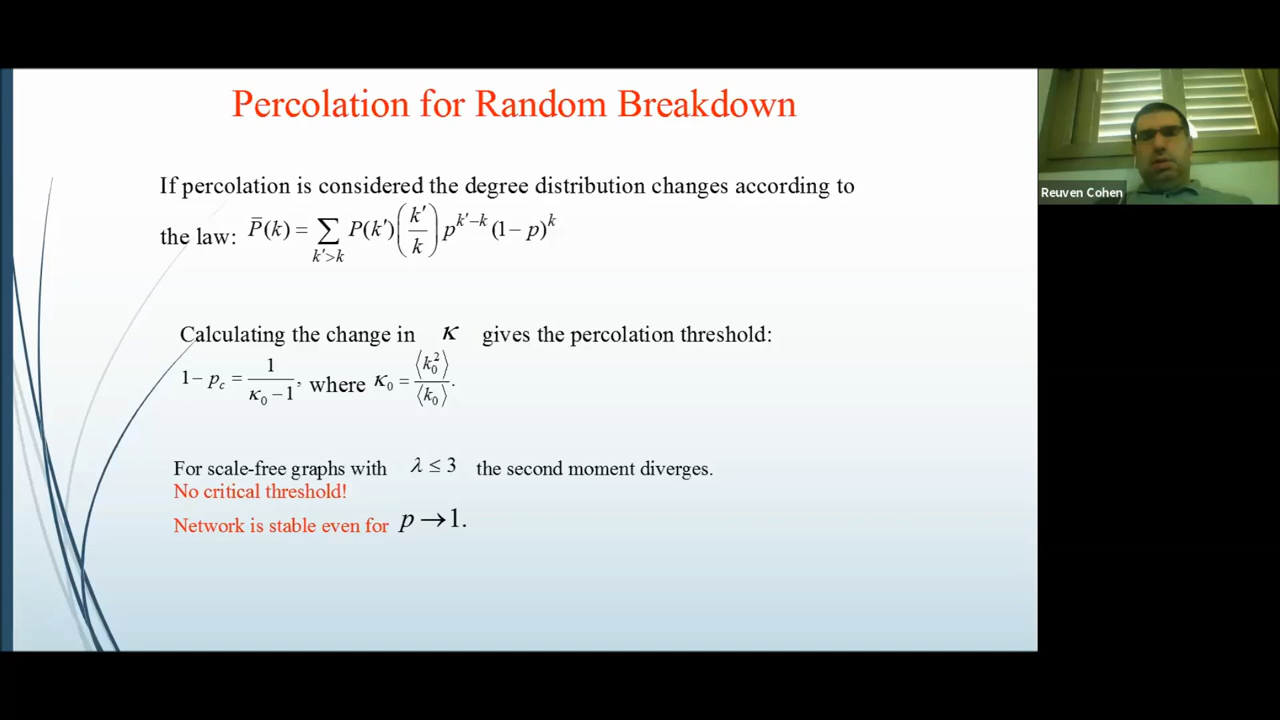 Percolation for Random Breakdown
If percolation is considered the degree distribution changes according to
the law: P̄(k) = ∑_{k'>k} P(k') (k'/k) p^{k'−k} (1− p)^k
Calculating the change in κ gives the percolation threshold:
1− p_c = 1/(κ_0 −1), where κ_0 = ⟨k_0^2⟩/⟨k_0⟩.
For scale-free graphs with λ ≤ 3 the second moment diverges.
No critical threshold!
Network is stable even for p → 1.
Reuven Cohen